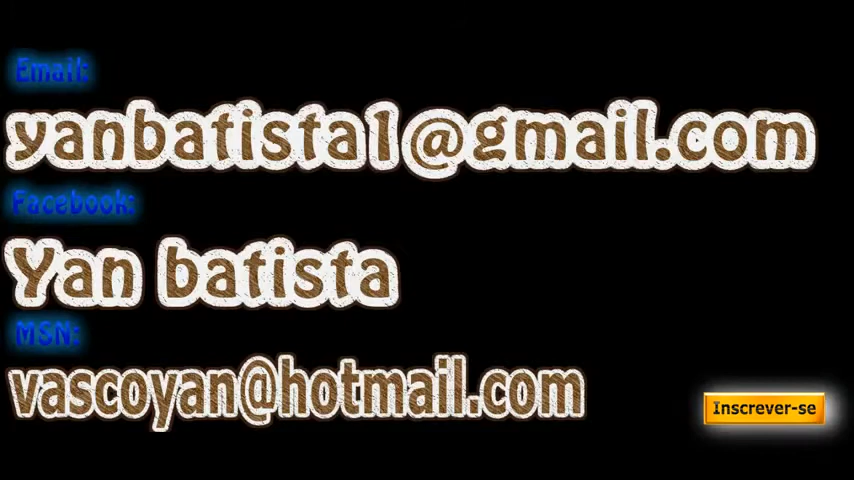 Email:
yanbatista1@gmail.com
Facebook:
Yan batista
MSN:
vascoyan@hotmail.com
Inscrever-se